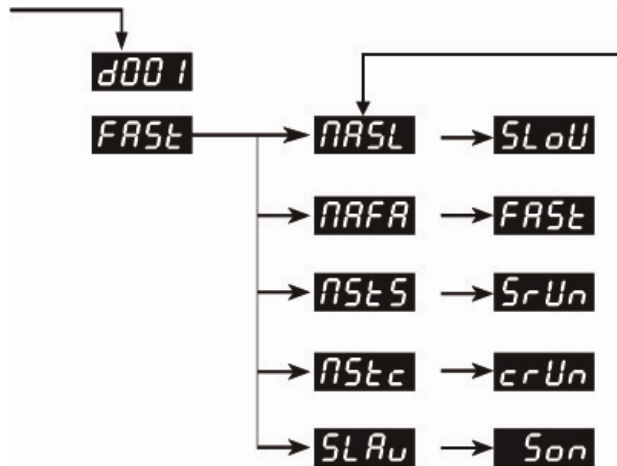 d001
FASt MASL SLoU
MAFA FASt
MStS SrUn
MStc crUn
SLAu Son